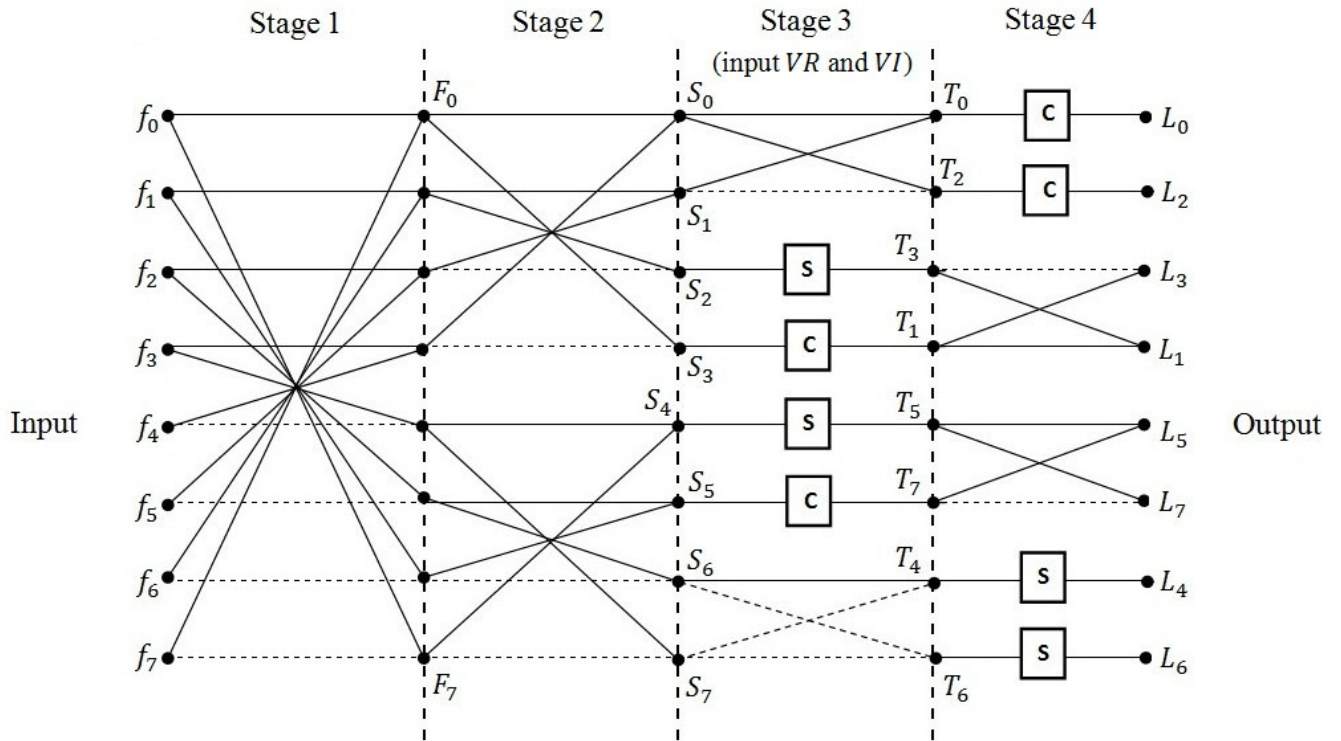 Stage 1 Stage 2 Stage 3 Stage 4
(input VR and VI)
f₀ F₀ S₀ T₀ C L₀
f₁ S₁ T₂ C L₂
f₂ S₂ S T₃ L₃
f₃ S₃ C T₁ L₁
Input f₄ S₄ S T₅ L₅ Output
f₅ S₅ C T₇ L₇
f₆ S₆ T₄ S L₄
f₇ F₇ S₇ T₆ S L₆